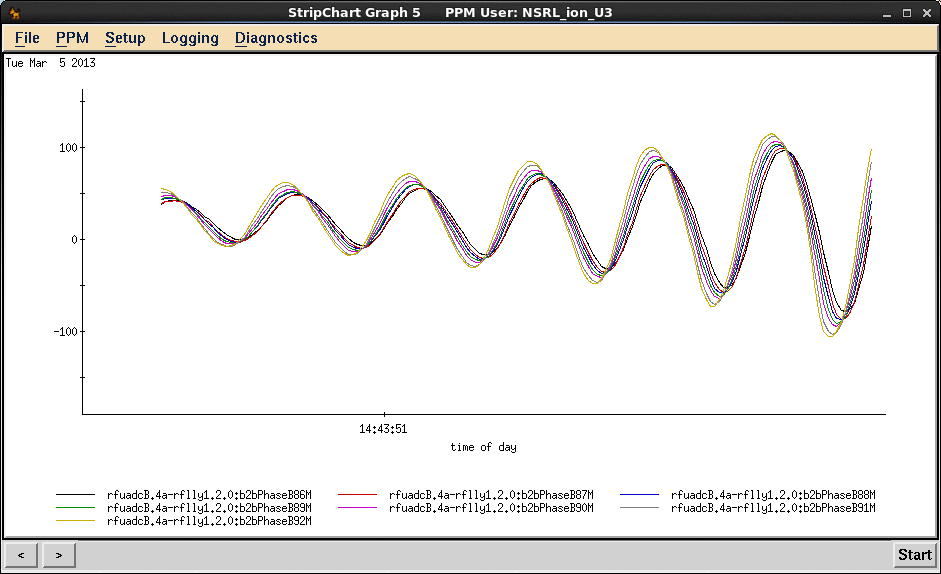 StripChart Graph 5 PPM User: NSRL_ion_U3
File PPM Setup Logging Diagnostics
Tue Mar 5 2013
100
0
-100
14:43:51
time of day
rfuadcB.4a-rflly1.2.0:b2bPhaseB86M rfuadcB.4a-rflly1.2.0:b2bPhaseB87M rfuadcB.4a-rflly1.2.0:b2bPhaseB88M
rfuadcB.4a-rflly1.2.0:b2bPhaseB89M rfuadcB.4a-rflly1.2.0:b2bPhaseB90M rfuadcB.4a-rflly1.2.0:b2bPhaseB91M
rfuadcB.4a-rflly1.2.0:b2bPhaseB92M
< > Start